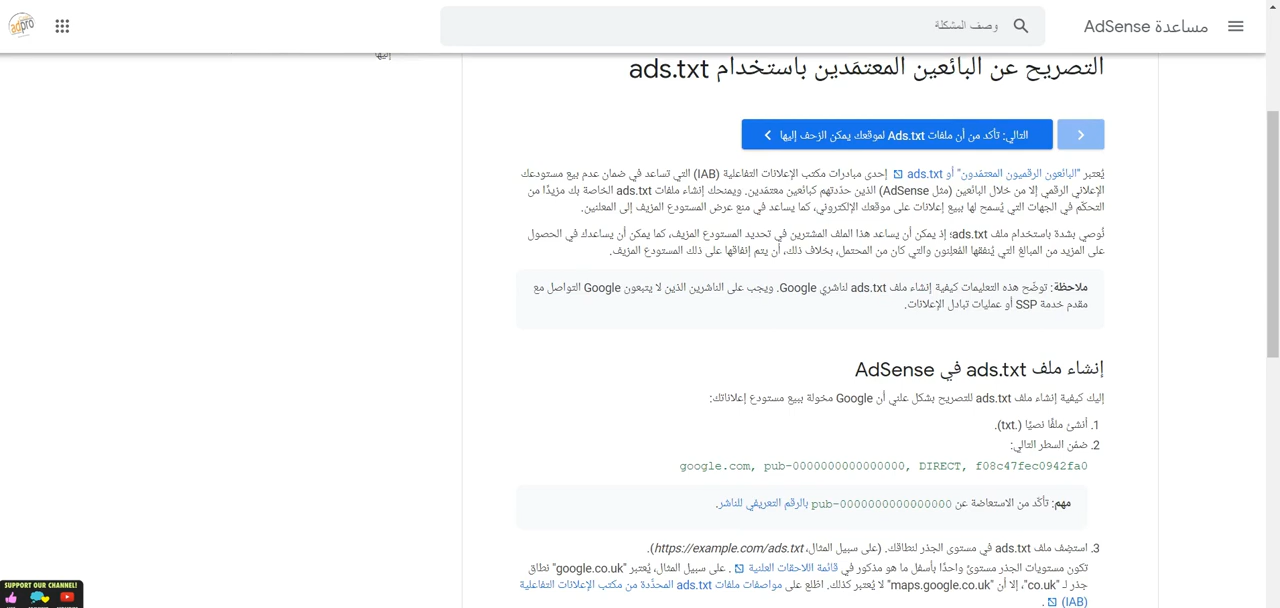 مساعدة AdSense
وصف المشكلة
adpro
إليها
التصريح عن البائعين المعتمَدين باستخدام ads.txt
التالي: تأكد من أن ملفات Ads.txt لموقعك يمكن الزحف إليها
يُعتبر "البائعون الرقميون المعتمَدون" أو ads.txt إحدى مبادرات مكتب الإعلانات التفاعلية (IAB) التي تساعد في ضمان عدم بيع مستودعك
الإعلاني الرقمي إلا من خلال البائعين (مثل AdSense) الذين حدّدتهم كبائعين معتمَدين. ويمنحك إنشاء ملفات ads.txt الخاصة بك مزيدًا من
التحكّم في الجهات التي يُسمح لها ببيع إعلانات على موقعك الإلكتروني، كما يساعد في منع عرض المستودع المزيف إلى المعلنين.
نُوصي بشدة باستخدام ملف ads.txt؛ إذ يمكن أن يساعد هذا الملف المشترين في تحديد المستودع المزيف، كما يمكن أن يساعدك في الحصول
على المزيد من المبالغ التي يُنفقها المُعلِنون والتي كان من المحتمل، بخلاف ذلك، أن يتم إنفاقها على ذلك المستودع المزيف.
ملاحظة: توضّح هذه التعليمات كيفية إنشاء ملف ads.txt لناشري Google. ويجب على الناشرين الذين لا يتبعون Google التواصل مع
مقدم خدمة SSP أو عمليات تبادل الإعلانات.
إنشاء ملف ads.txt في AdSense
إليك كيفية إنشاء ملف ads.txt للتصريح بشكل علني أن Google مخولة ببيع مستودع إعلاناتك:
1. أنشئ ملفًا نصيًا (.txt).
2. ضمّن السطر التالي:
google.com, pub-0000000000000000, DIRECT, f08c47fec0942fa0
مهم: تأكّد من الاستعاضة عن pub-0000000000000000 بالرقم التعريفي للناشر.
3. استضِف ملف ads.txt في مستوى الجذر لنطاقك. (على سبيل المثال، https://example.com/ads.txt).
تكون مستويات الجذر مستوىً واحدًا بأسفل ما هو مذكور في قائمة اللاحقات العلنية . على سبيل المثال، يُعتبر "google.co.uk" نطاق
جذر لـ "co.uk"، إلا أن "maps.google.co.uk" لا يُعتبر كذلك. اطّلع على مواصفات ملفات ads.txt المحدّدة من مكتب الإعلانات التفاعلية
(IAB) .
SUPPORT OUR CHANNEL!